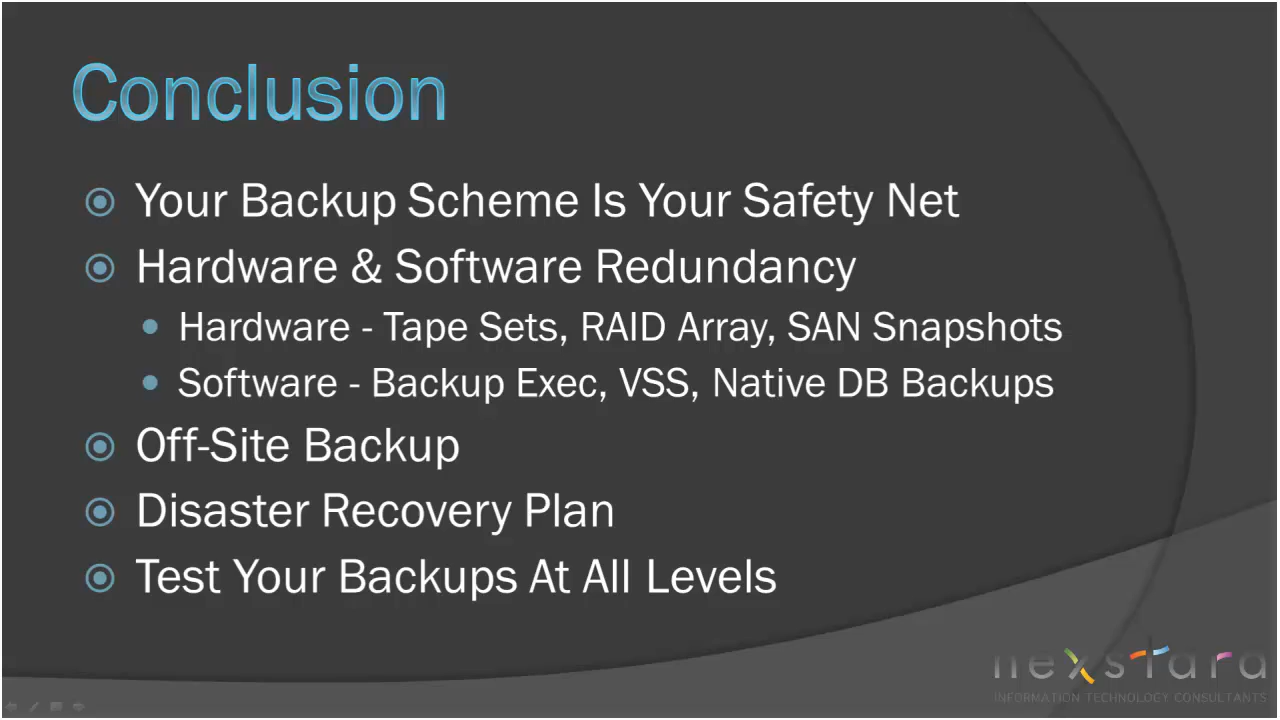 Conclusion
Your Backup Scheme Is Your Safety Net
Hardware & Software Redundancy
Hardware - Tape Sets, RAID Array, SAN Snapshots
Software - Backup Exec, VSS, Native DB Backups
Off-Site Backup
Disaster Recovery Plan
Test Your Backups At All Levels
nexstara
INFORMATION TECHNOLOGY CONSULTANTS